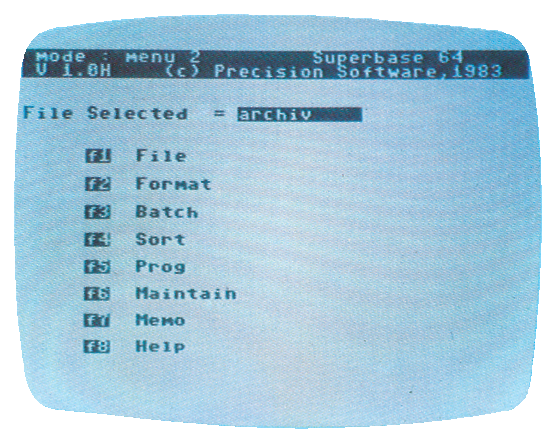 Mode : menu 2 Superbase 64
V 1.0H (c) Precision Software,1983
File Selected = archiv
f1 File
f2 Format
f3 Batch
f4 Sort
f5 Prog
f6 Maintain
f7 Memo
f8 Help